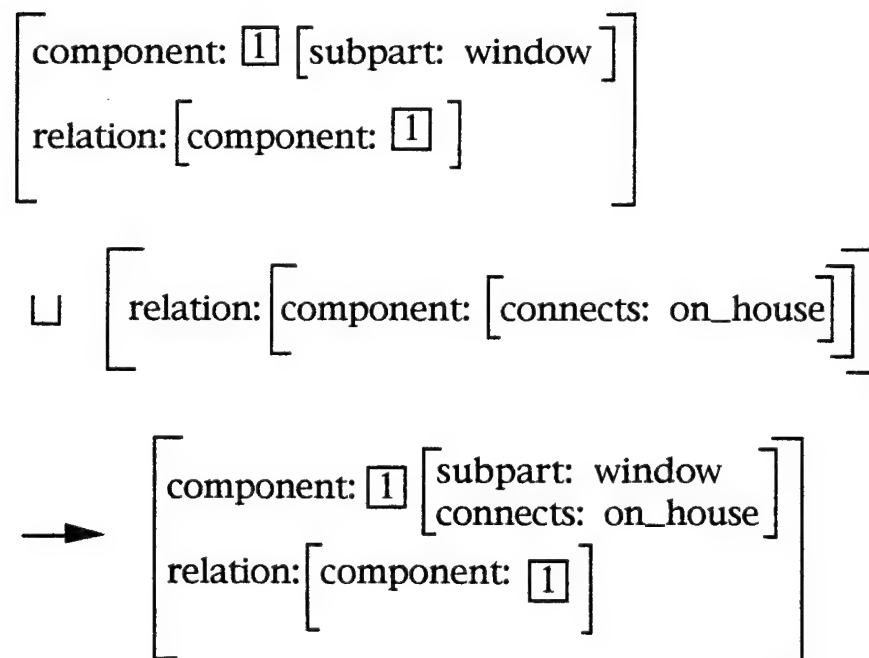 component: 1 [subpart: window]
relation: [component: 1]
⊔ [relation: [component: [connects: on_house]]]
component: 1 [subpart: window
connects: on_house]
→
relation: [component: 1]